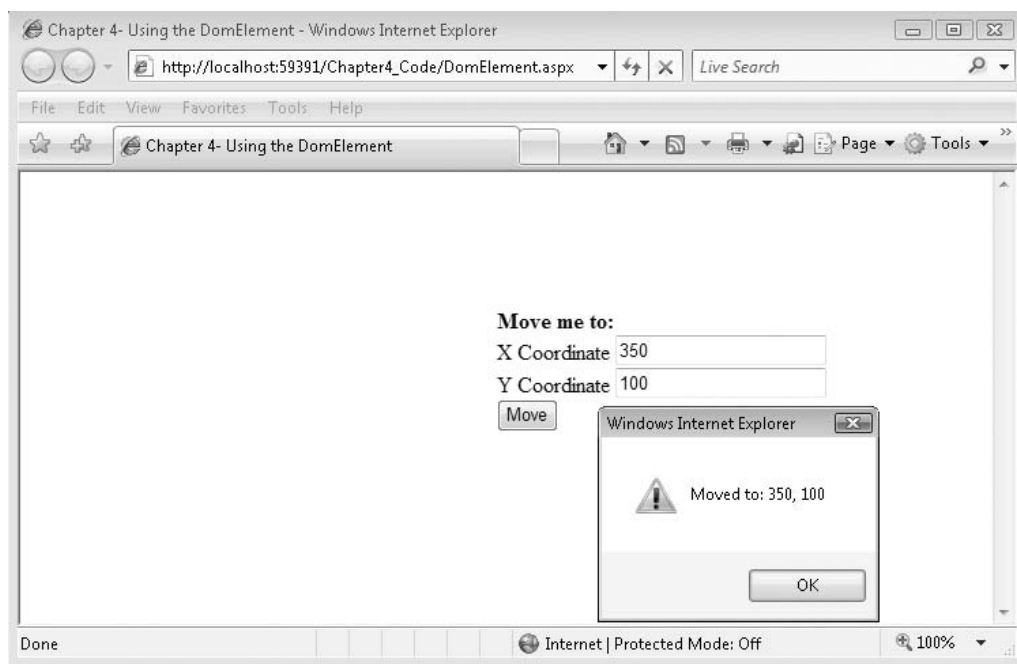 Chapter 4- Using the DomElement - Windows Internet Explorer
http://localhost:59391/Chapter4_Code/DomElement.aspx
Live Search
File Edit View Favorites Tools Help
Chapter 4- Using the DomElement
Page Tools »
Move me to:
X Coordinate 350
Y Coordinate 100
Move
Windows Internet Explorer
Moved to: 350, 100
OK
Done
Internet | Protected Mode: Off
100%